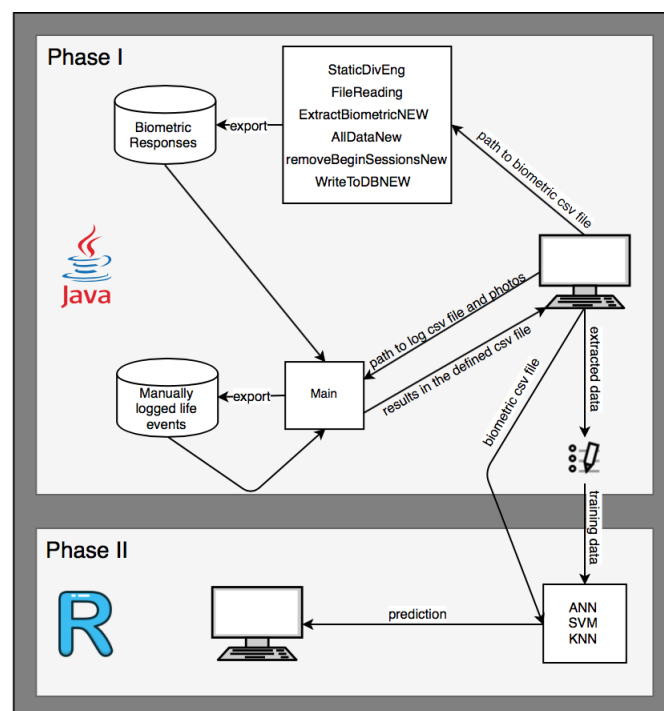 Phase I
StaticDivEng
FileReading
ExtractBiometricNEW
AllDataNew
removeBeginSessionsNew
WriteToDBNEW
Biometric
Responses
export
path to biometric csv file
Java
path to log csv file and photos
results in the defined csv file
Manually
logged life
events
export
Main
biometric csv file
extracted data
training data
Phase II
R
prediction
ANN
SVM
KNN